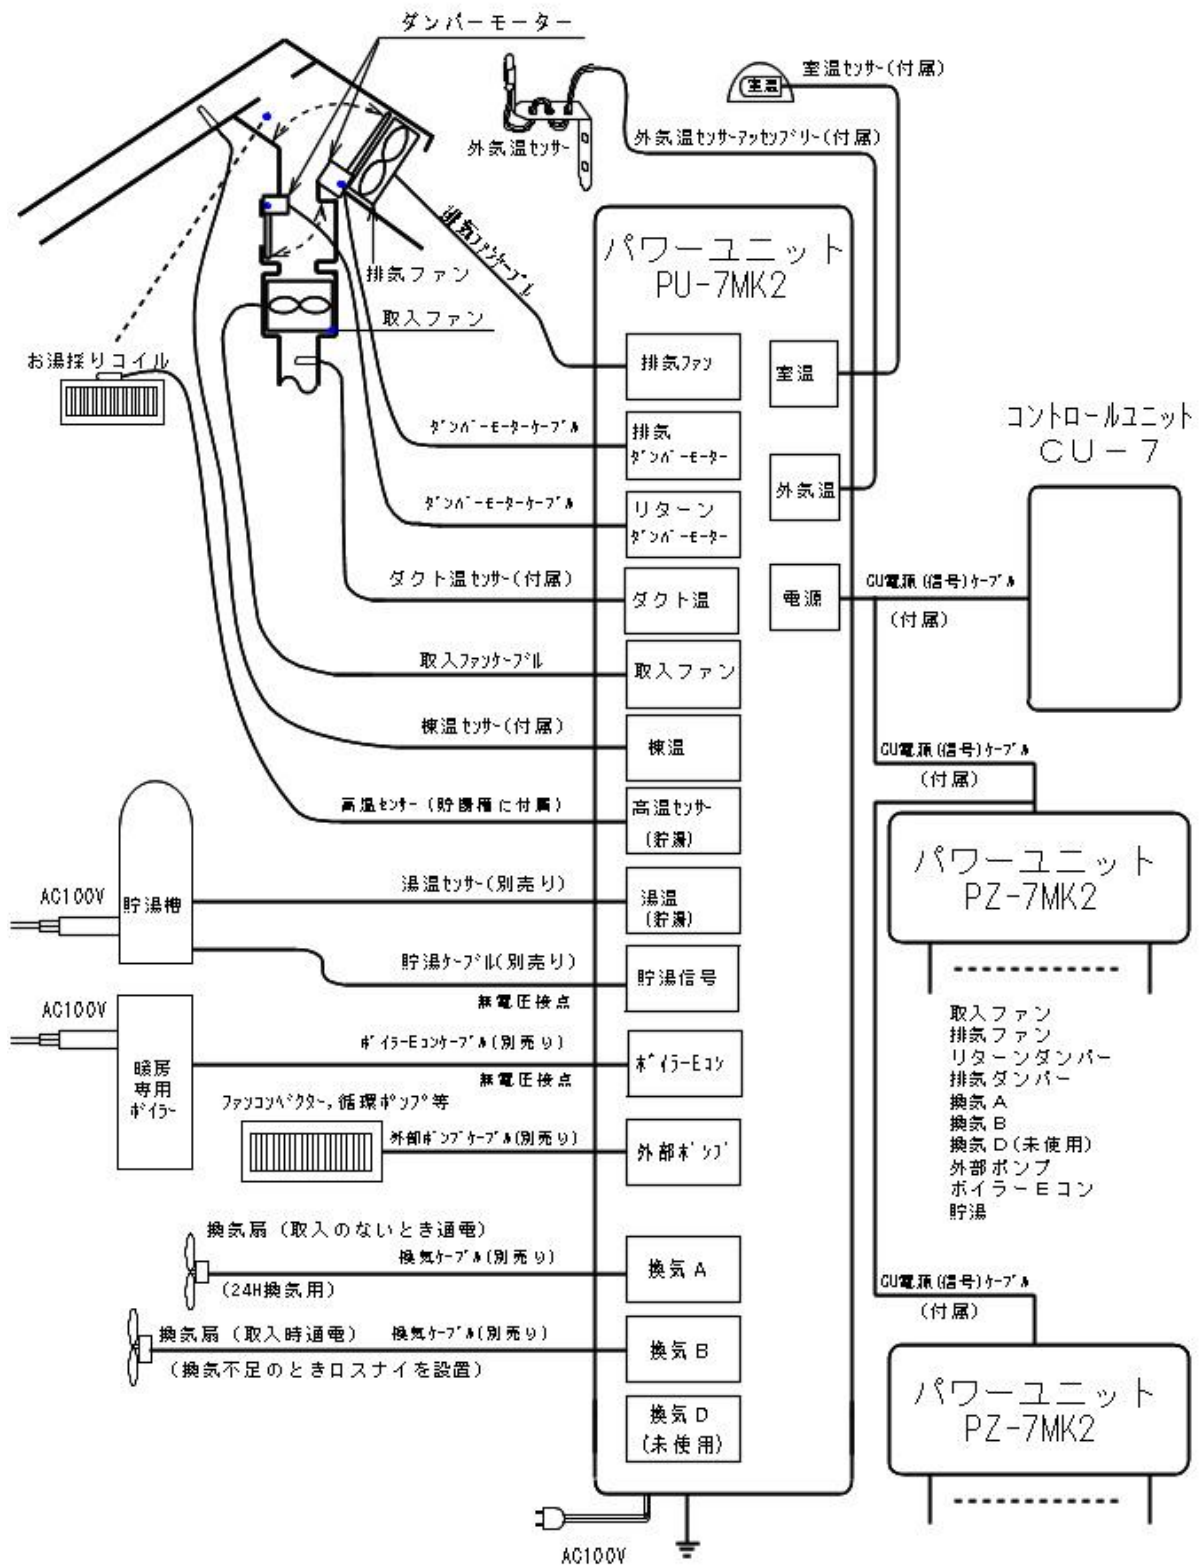 ダンパーモーター
室温ｾﾝｻｰ(付属)
室温
外気温ｾﾝｻｰ
外気温ｾﾝｻｰｱｯｾﾝﾌﾞﾘｰ(付属)
排気ﾌｧﾝｹｰﾌﾞﾙ
排気ファン
取入ファン
お湯採りコイル
パワーユニット
PU-7MK2
排気ﾌｧﾝ
室温
ﾀﾞﾝﾊﾟｰﾓｰﾀｰｹｰﾌﾞﾙ
排気
ﾀﾞﾝﾊﾟｰﾓｰﾀｰ
外気温
コントロールユニット
CU-7
ﾀﾞﾝﾊﾟｰﾓｰﾀｰｹｰﾌﾞﾙ
リターン
ﾀﾞﾝﾊﾟｰﾓｰﾀｰ
ダクト温ｾﾝｻｰ(付属)
ダクト温
電源
CU電源(信号)ｹｰﾌﾞﾙ
(付属)
取入ﾌｧﾝｹｰﾌﾞﾙ
取入ファン
棟温ｾﾝｻｰ(付属)
棟温
CU電源(信号)ｹｰﾌﾞﾙ
(付属)
高温ｾﾝｻｰ(貯湯槽に付属)
高温ｾﾝｻｰ
(貯湯)
パワーユニット
PZ-7MK2
AC100V
貯湯槽
湯温ｾﾝｻｰ(別売り)
湯温
(貯湯)
貯湯ｹｰﾌﾞﾙ(別売り)
無電圧接点
貯湯信号
AC100V
暖房
専用
ﾎﾞｲﾗｰ
ﾎﾞｲﾗｰEｺﾝｹｰﾌﾞﾙ(別売り)
無電圧接点
ﾎﾞｲﾗｰEｺﾝ
取入ファン
排気ファン
リターンダンパー
排気ダンパー
換気A
換気B
換気D(未使用)
外部ポンプ
ボイラーEコン
貯湯
ﾌｧﾝｺﾝﾍﾞｸﾀｰ,循環ﾎﾟﾝﾌﾟ等
外部ﾎﾟﾝﾌﾟｹｰﾌﾞﾙ(別売り)
外部ﾎﾟﾝﾌﾟ
換気扇(取入のないとき通電)
換気ｹｰﾌﾞﾙ(別売り)
(24H換気用)
換気A
CU電源(信号)ｹｰﾌﾞﾙ
(付属)
換気扇(取入時通電)
換気ｹｰﾌﾞﾙ(別売り)
(換気不足のときロスナイを設置)
換気B
換気D
(未使用)
パワーユニット
PZ-7MK2
AC100V